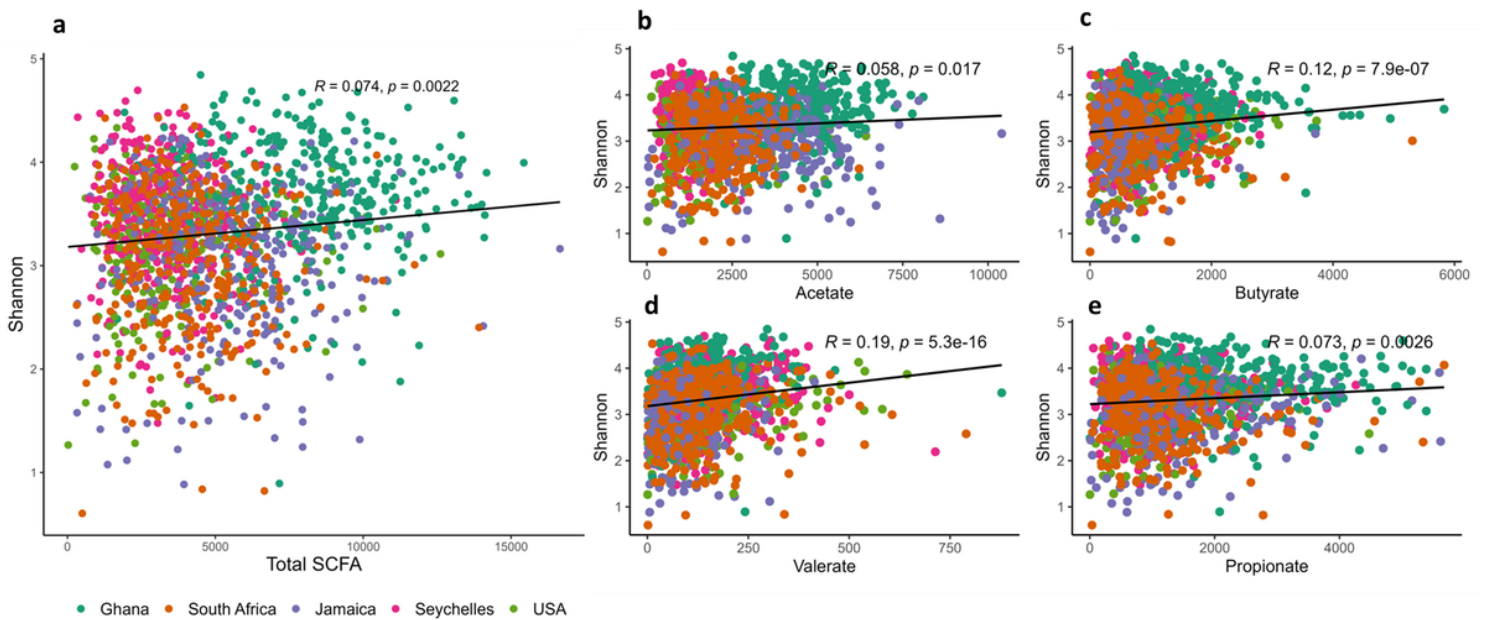 a
R = 0.074, p = 0.0022
5
4
3
2
1
Shannon
0 5000 10000 15000
Total SCFA
b
R = 0.058, p = 0.017
5
4
3
2
1
Shannon
0 2500 5000 7500 10000
Acetate
c
R = 0.12, p = 7.9e-07
5
4
3
2
1
Shannon
0 2000 4000 6000
Butyrate
d
R = 0.19, p = 5.3e-16
5
4
3
2
1
Shannon
0 250 500 750
Valerate
e
R = 0.073, p = 0.0026
5
4
3
2
1
Shannon
0 2000 4000
Propionate
Ghana South Africa Jamaica Seychelles USA